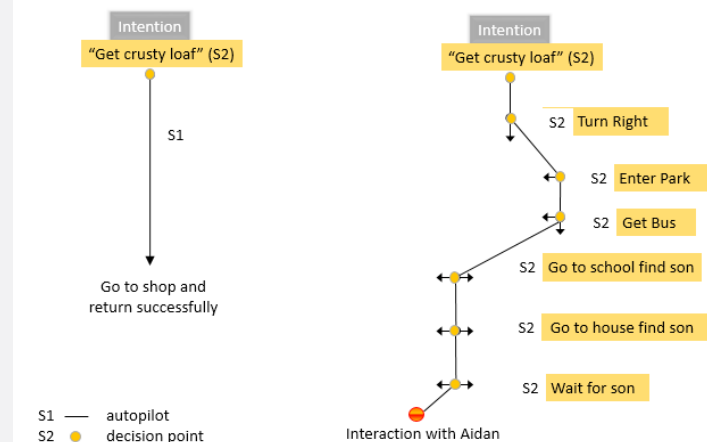 Intention
“Get crusty loaf” (S2)
S1
Go to shop and
return successfully
S1 autopilot
S2 decision point
Intention
“Get crusty loaf” (S2)
S2 Turn Right
S2 Enter Park
S2 Get Bus
S2 Go to school find son
S2 Go to house find son
S2 Wait for son
Interaction with Aidan